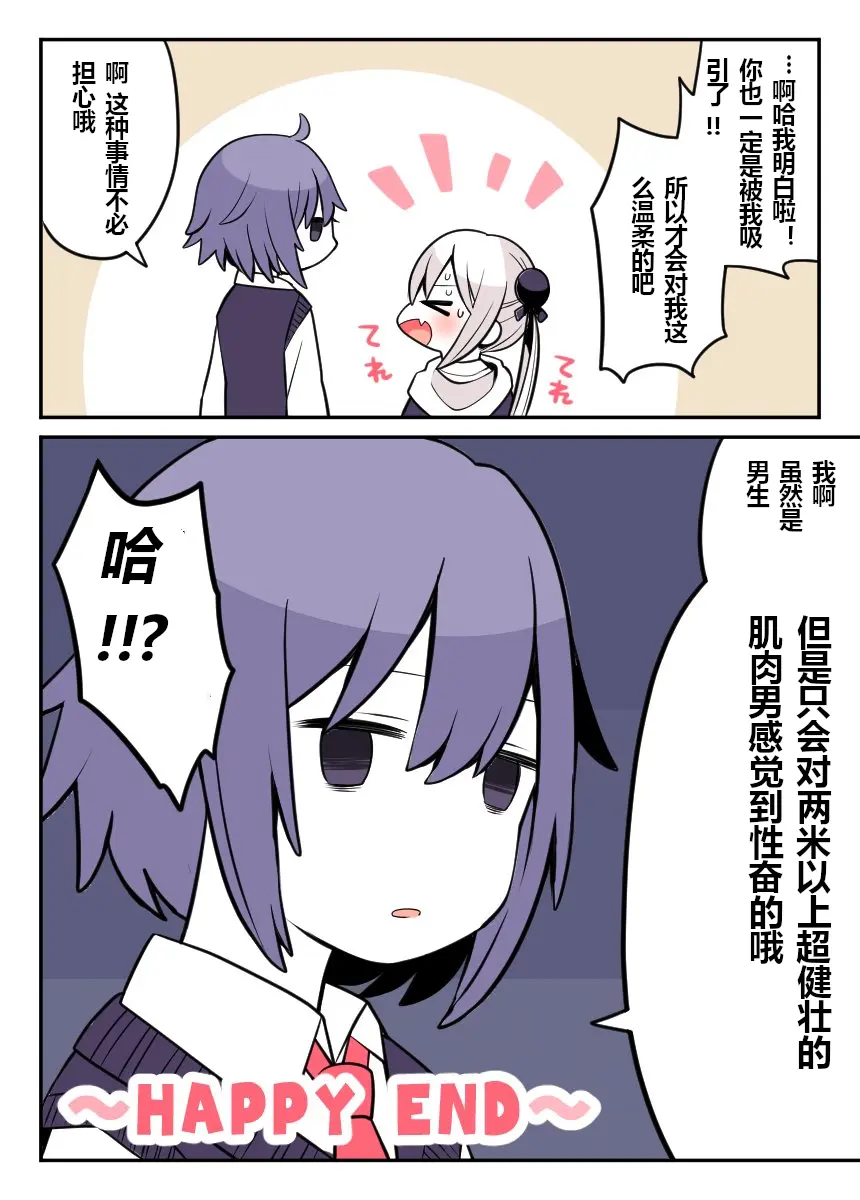 …啊哈我明白啦！
你也一定是被我吸
引了!!
所以才会对我这
么温柔的吧
啊 这种事情不必
担心哦
てれ
てれ
我啊
虽然是
男生
但是只会对两米以上超健壮的
肌肉男感觉到性奋的哦
哈
!!?
~HAPPY END~